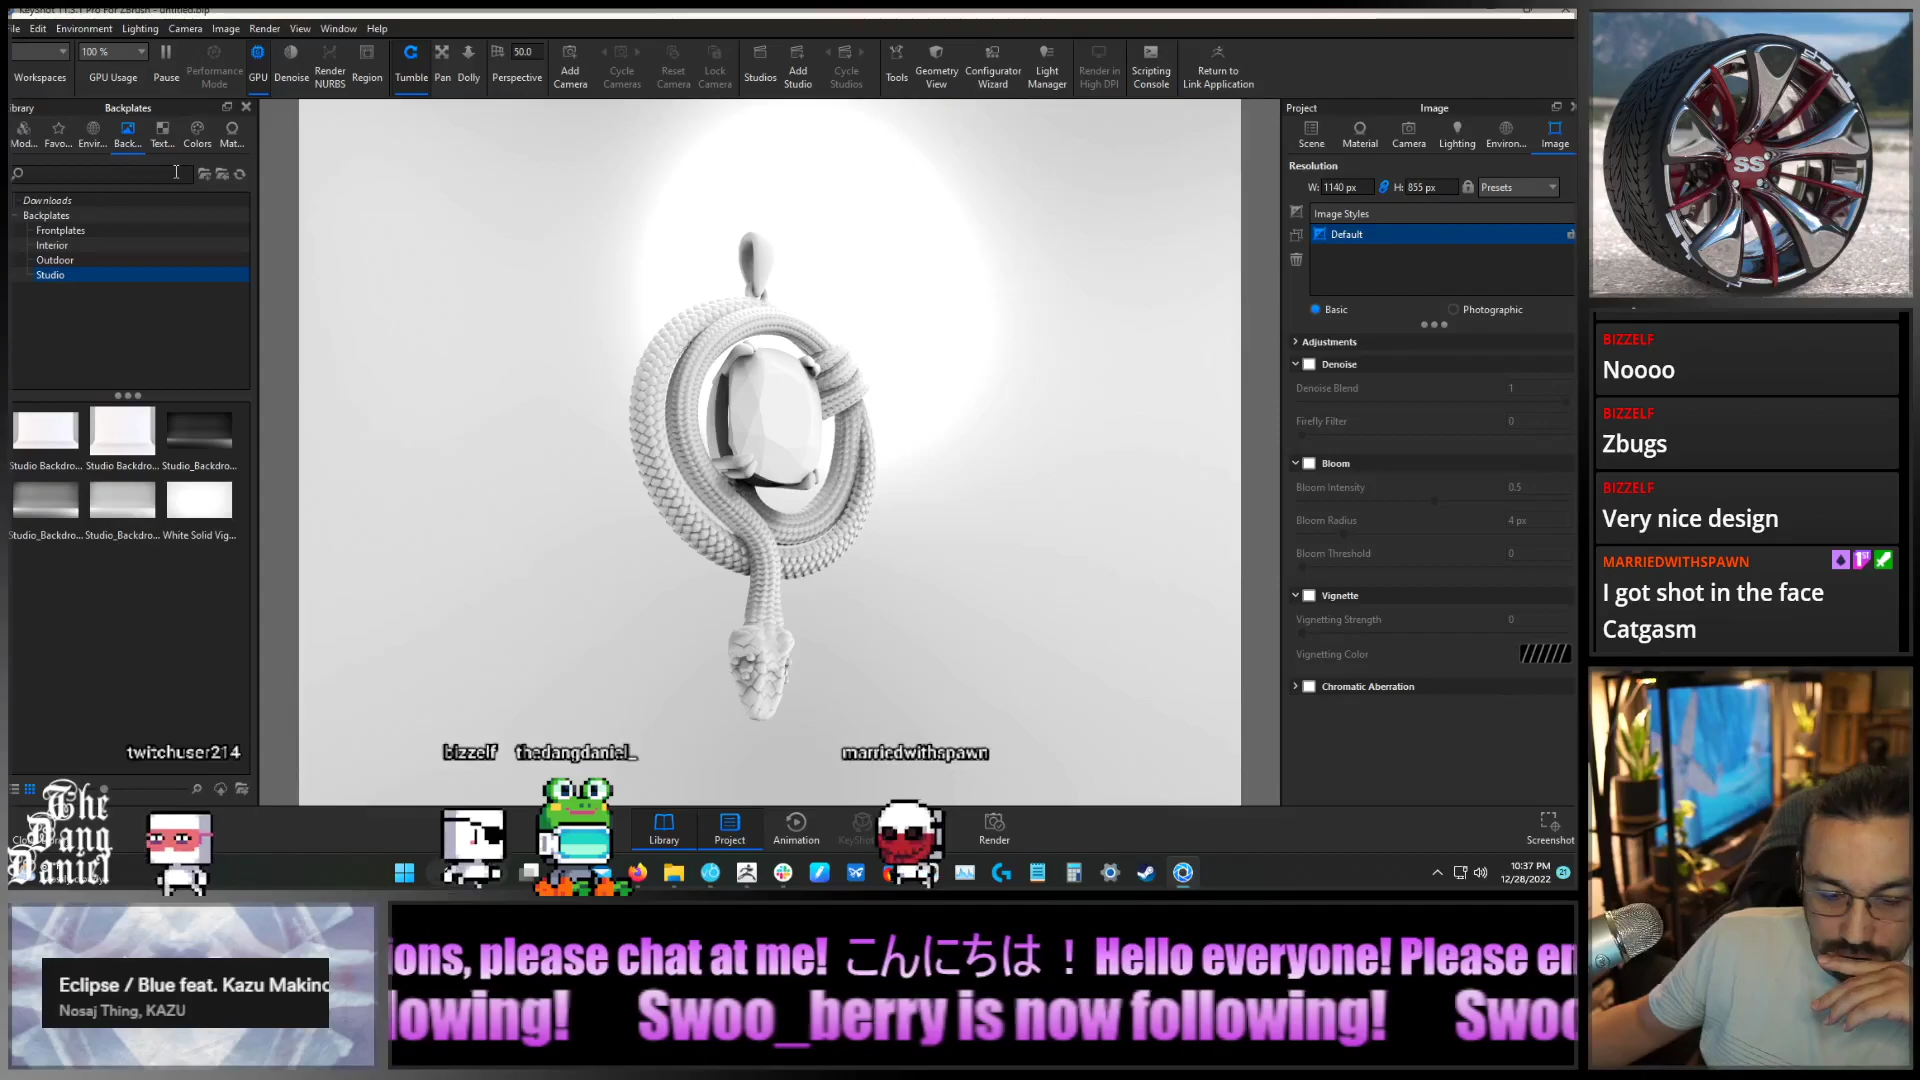 KeyShot 11.3.1 Pro For ZBrush - untitled.bip
File Edit Environment Lighting Camera Image Render View Window Help
100 % 50.0
Workspaces GPU Usage Pause Performance Mode GPU Denoise Render NURBS Region Tumble Pan Dolly Perspective Add Camera Cycle Cameras Reset Camera Lock Camera Studios Add Studio Cycle Studios Tools Geometry View Configurator Wizard Light Manager Render in High DPI Scripting Console Return to Link Application
Library Backplates
Mod... Favo... Envir... Back... Text... Colors Mat...
Downloads
Backplates
Frontplates
Interior
Outdoor
Studio
Studio Backdro... Studio Backdro... Studio_Backdro...
Studio_Backdro... Studio_Backdro... White Solid Vig...
Project Image
Scene Material Camera Lighting Environ... Image
Resolution
W: 1140 px H: 855 px Presets
Image Styles
Default
Basic Photographic
Adjustments
Denoise
Denoise Blend 1
Firefly Filter 0
Bloom
Bloom Intensity 0.5
Bloom Radius 4 px
Bloom Threshold 0
Vignette
Vignetting Strength 0
Vignetting Color
Chromatic Aberration
twitchuser214 bizzelf thedangdaniel_ marriedwithspawn
The
Dang
Daniel
Library Project Animation Render Screenshot
10:37 PM
12/28/2022
21
SS
BIZZELF
Noooo
BIZZELF
Zbugs
BIZZELF
Very nice design
MARRIEDWITHSPAWN
1ST
I got shot in the face
Catgasm
Eclipse / Blue feat. Kazu Makino
Nosaj Thing, KAZU
ions, please chat at me! こんにちは！Hello everyone! Please en
llowing! Swoo_berry is now following! Swoo